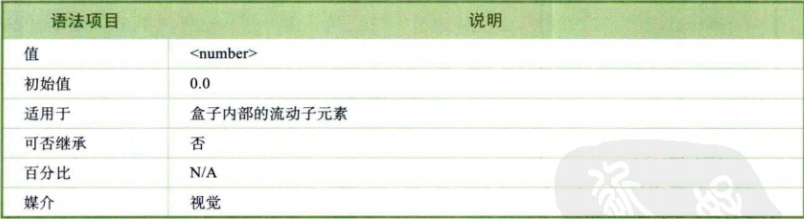 语法项目 说明
值 <number>
初始值 0.0
适用于 盒子内部的流动子元素
可否继承 否
百分比 N/A
媒介 视觉